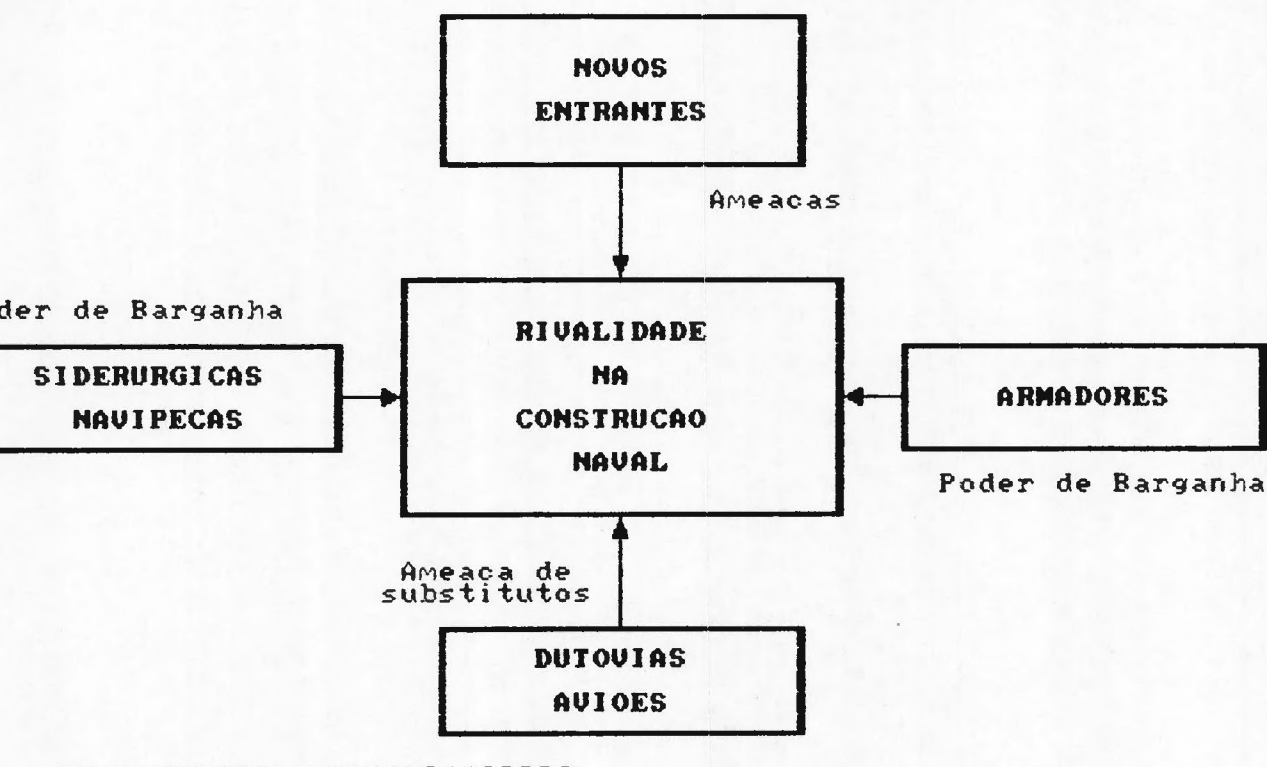 NOVOS
ENTRANTES
Ameacas
der de Barganha
RIVALIDADE
NA
CONSTRUCAO
NAVAL
SIDERURGICAS
NAVIPECAS
ARMADORES
Poder de Barganha
Ameaca de
substitutos
DUTOVIAS
AVIOES